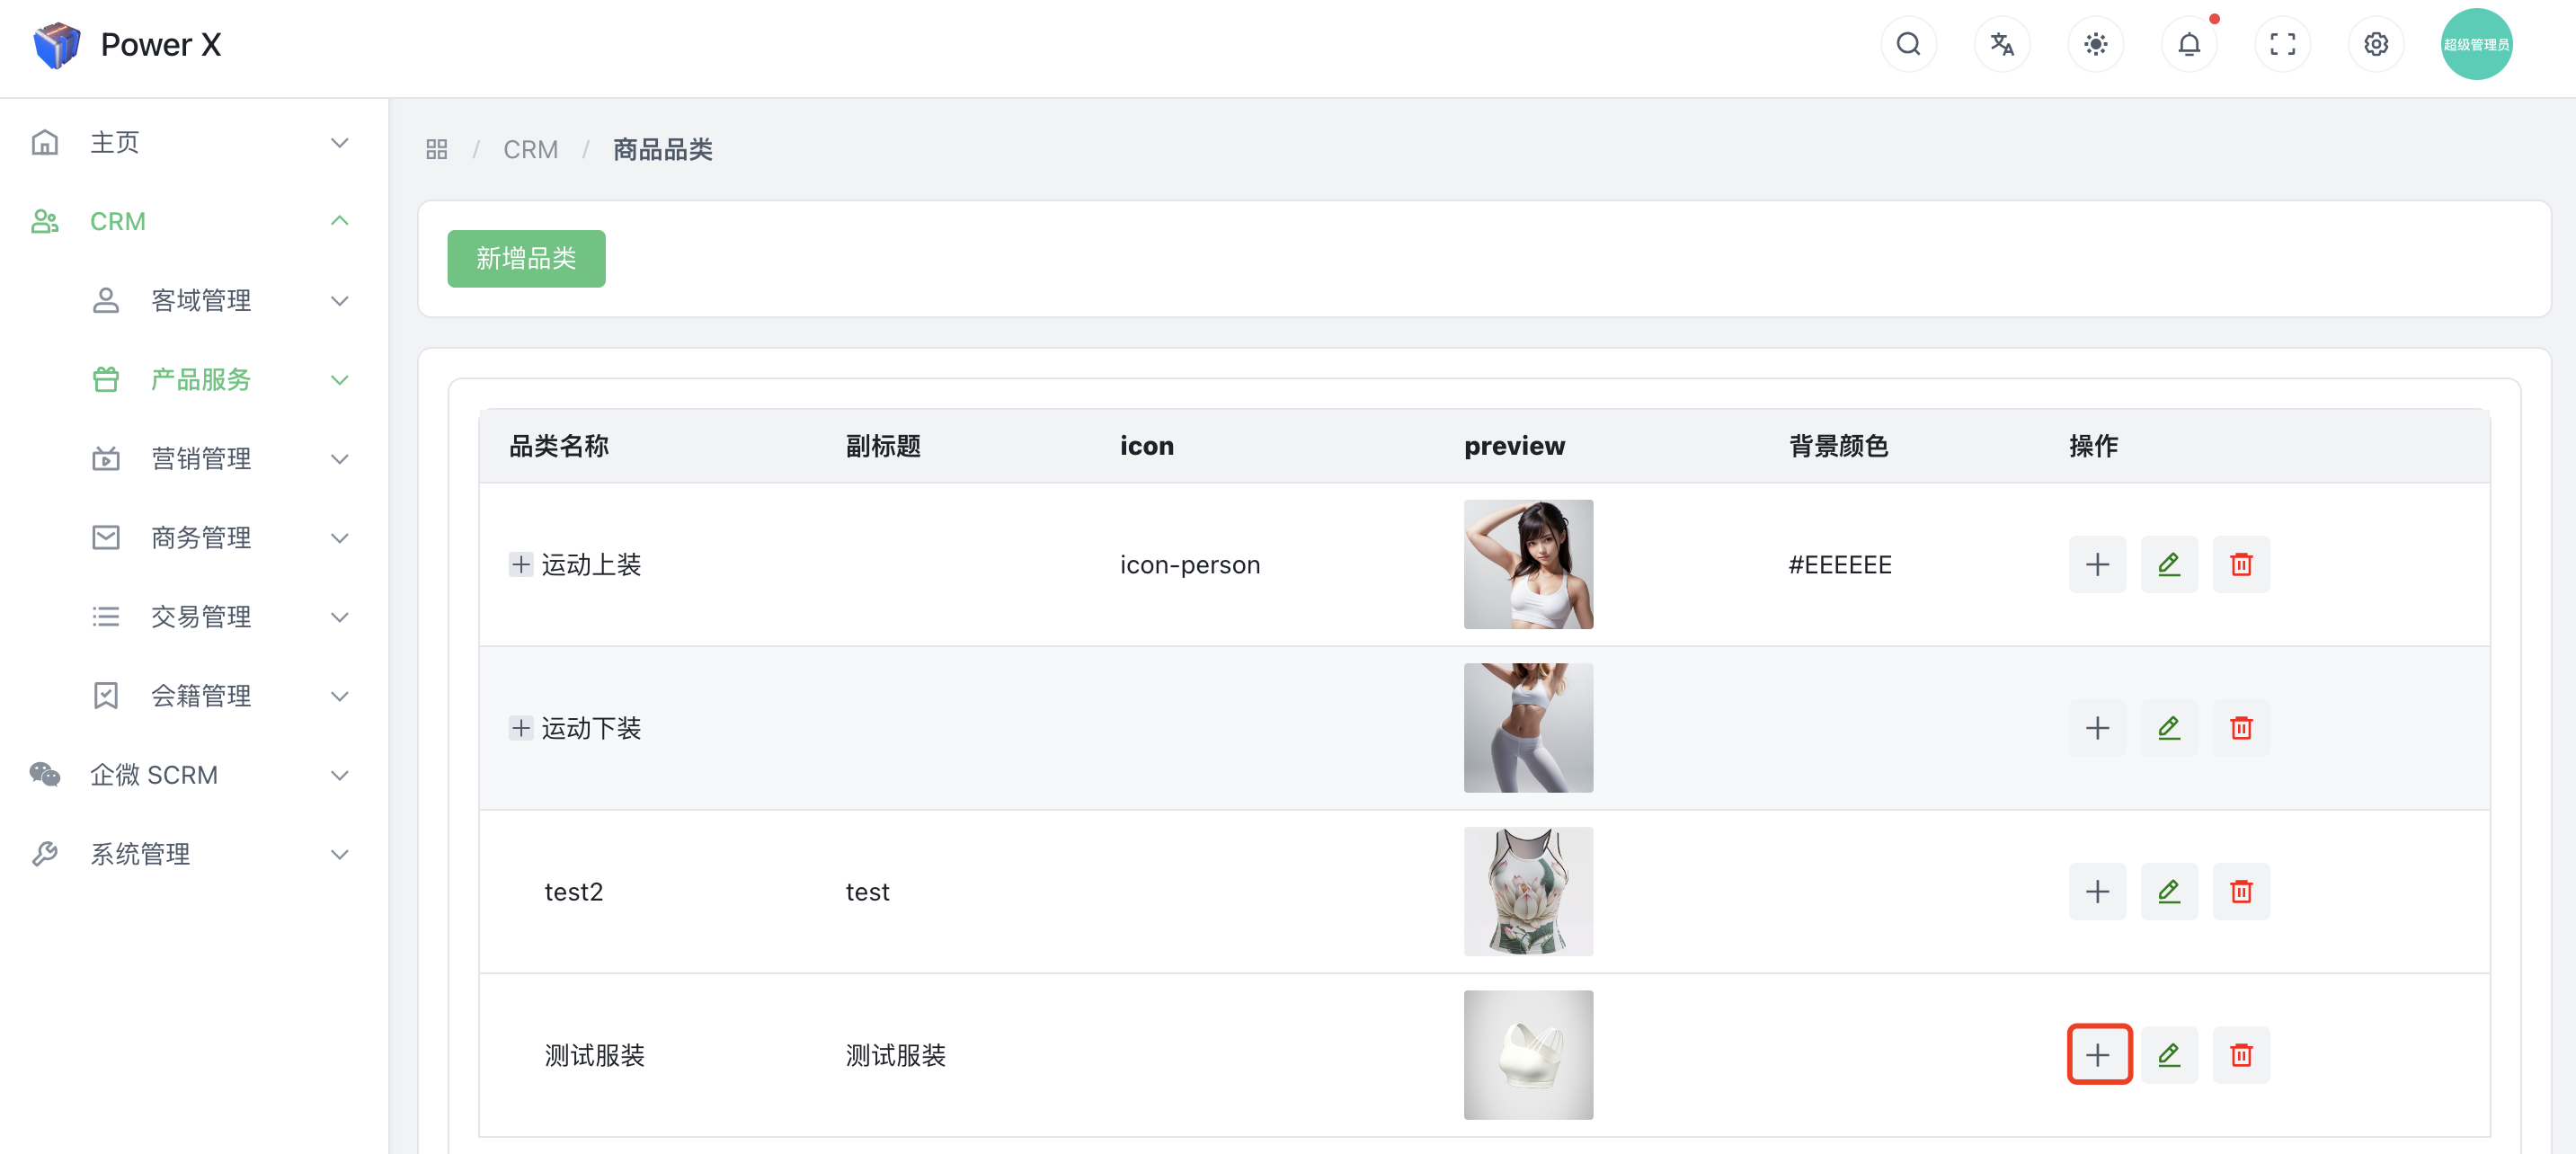 Power X
超级管理员
主页
CRM
客域管理
产品服务
营销管理
商务管理
交易管理
会籍管理
企微 SCRM
系统管理
/ CRM / 商品品类
新增品类
品类名称 副标题 icon preview 背景颜色 操作
运动上装 icon-person #EEEEEE
运动下装
test2 test
测试服装 测试服装